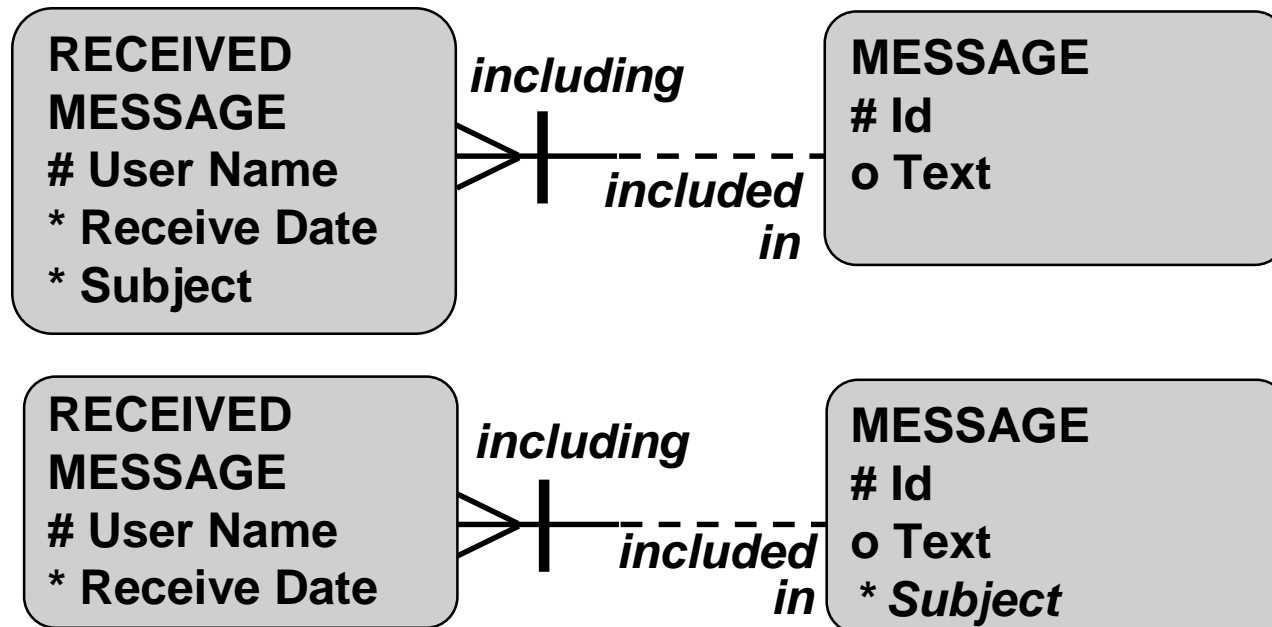 RECEIVED
MESSAGE
# User Name
* Receive Date
* Subject
including
included
in
MESSAGE
# Id
o Text
RECEIVED
MESSAGE
# User Name
* Receive Date
including
included
in
MESSAGE
# Id
o Text
* Subject